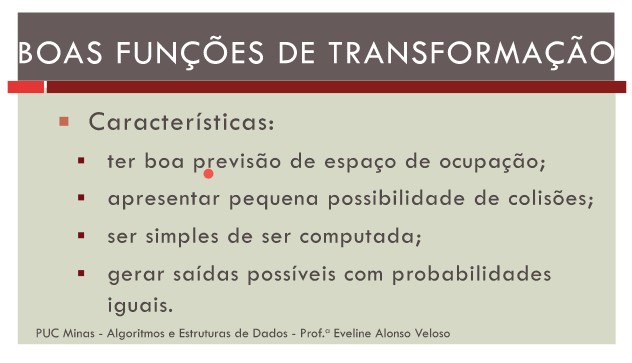 BOAS FUNÇÕES DE TRANSFORMAÇÃO
Características:
ter boa previsão de espaço de ocupação;
apresentar pequena possibilidade de colisões;
ser simples de ser computada;
gerar saídas possíveis com probabilidades
iguais.
PUC Minas - Algoritmos e Estruturas de Dados - Prof.ª Eveline Alonso Veloso